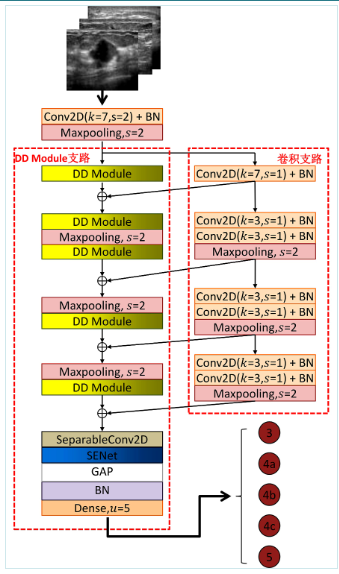 Conv2D(k=7,s=2) + BN
Maxpooling,s=2
DD Module支路
DD Module
DD Module
Maxpooling, s=2
DD Module
Maxpooling, s=2
DD Module
Maxpooling, s=2
DD Module
SeparableConv2D
SENet
GAP
BN
Dense,u=5
卷积支路
Conv2D(k=7,s=1) + BN
Conv2D(k=3,s=1) + BN
Conv2D(k=3,s=1) + BN
Maxpooling, s=2
Conv2D(k=3,s=1) + BN
Conv2D(k=3,s=1) + BN
Maxpooling, s=2
Conv2D(k=3,s=1) + BN
Conv2D(k=3,s=1) + BN
Maxpooling, s=2
3
4a
4b
4c
5